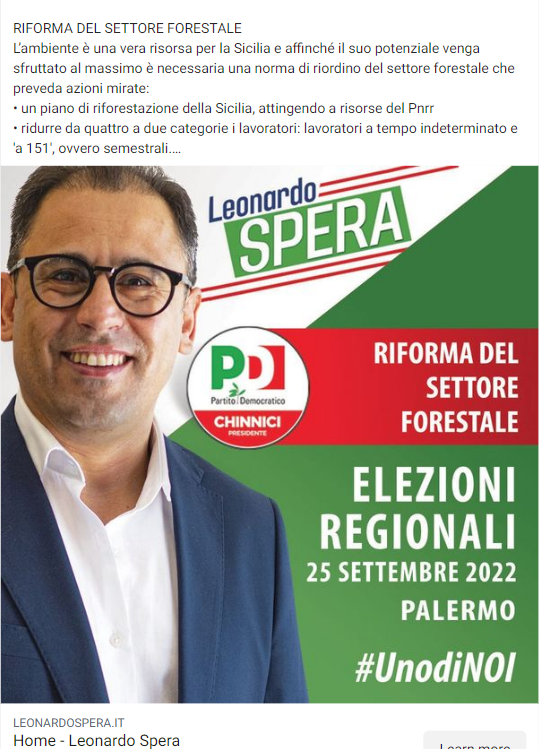 RIFORMA DEL SETTORE FORESTALE
L'ambiente è una vera risorsa per la Sicilia e affinché il suo potenziale venga
sfruttato al massimo è necessaria una norma di riordino del settore forestale che
preveda azioni mirate:
• un piano di riforestazione della Sicilia, attingendo a risorse del Pnrr
• ridurre da quattro a due categorie i lavoratori: lavoratori a tempo indeterminato e
'a 151', ovvero semestrali....
Leonardo
SPERA
PD
Partito Democratico
CHINNICI
PRESIDENTE
RIFORMA DEL
SETTORE
FORESTALE
ELEZIONI
REGIONALI
25 SETTEMBRE 2022
PALERMO
#UnodiNOI
LEONARDOSPERA.IT
Home - Leonardo Spera
Learn more